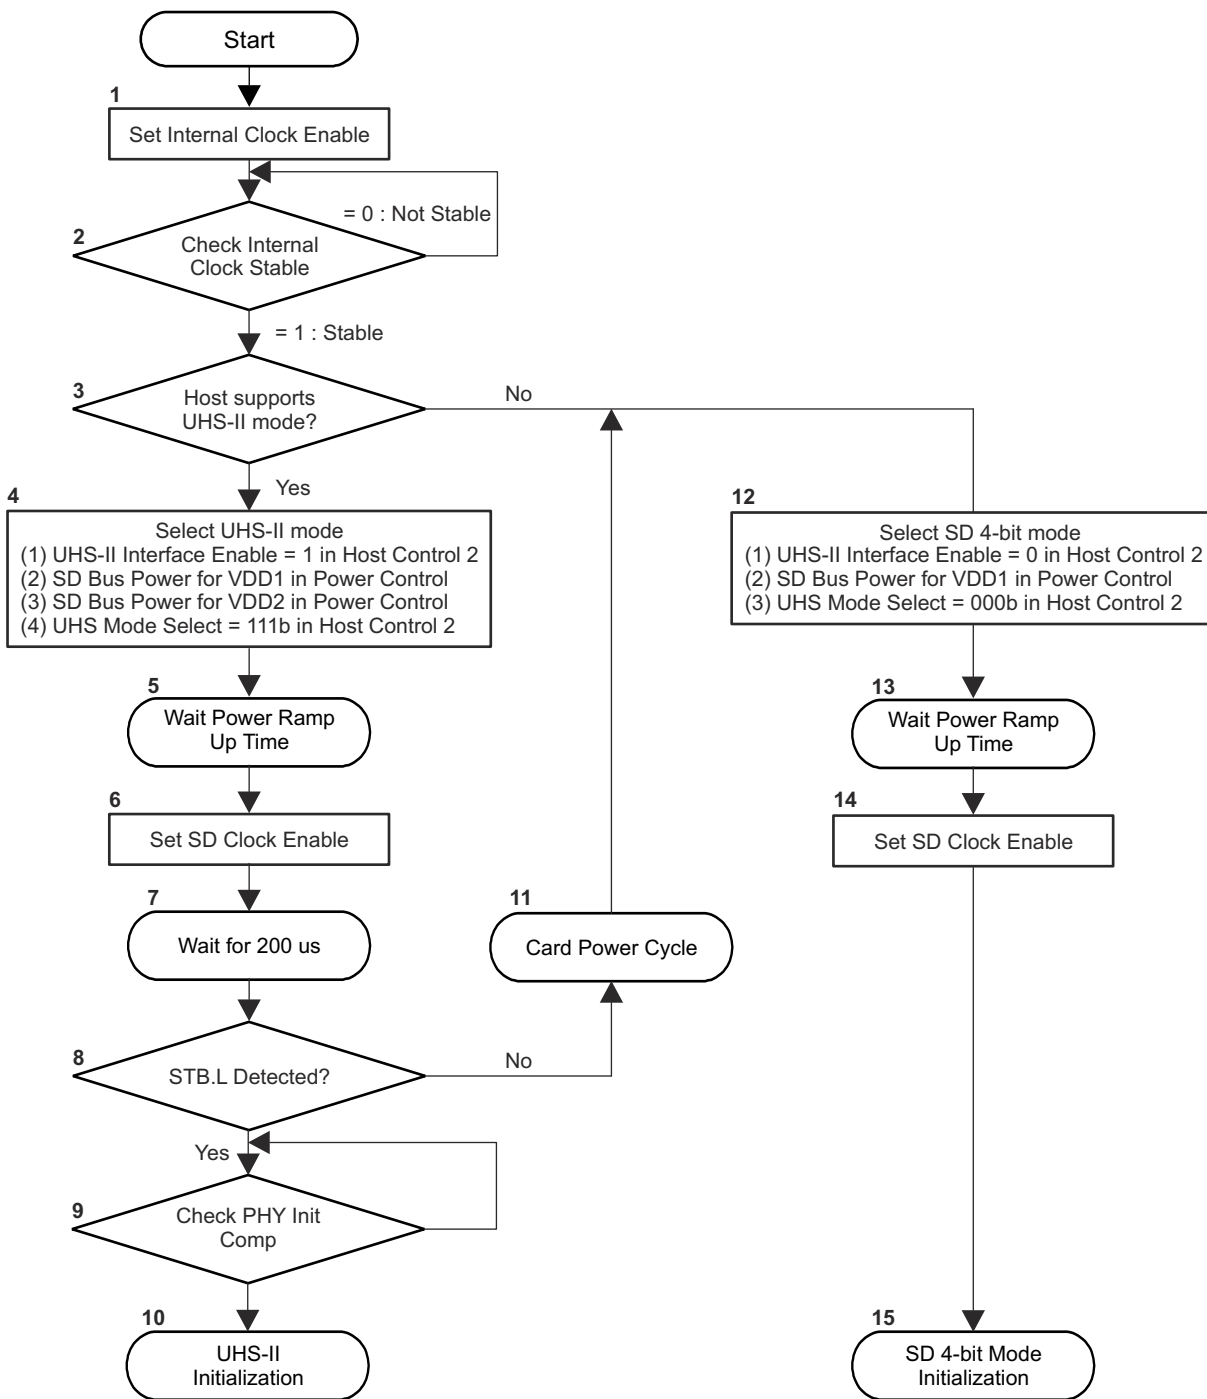 Start
1
Set Internal Clock Enable
= 0 : Not Stable
2
Check Internal
Clock Stable
= 1 : Stable
3
Host supports
UHS-II mode?
No
Yes
4
Select UHS-II mode
(1) UHS-II Interface Enable = 1 in Host Control 2
(2) SD Bus Power for VDD1 in Power Control
(3) SD Bus Power for VDD2 in Power Control
(4) UHS Mode Select = 111b in Host Control 2
5
Wait Power Ramp
Up Time
6
Set SD Clock Enable
7
Wait for 200 us
8
STB.L Detected?
No
Yes
9
Check PHY Init
Comp
10
UHS-II
Initialization
11
Card Power Cycle
12
Select SD 4-bit mode
(1) UHS-II Interface Enable = 0 in Host Control 2
(2) SD Bus Power for VDD1 in Power Control
(3) UHS Mode Select = 000b in Host Control 2
13
Wait Power Ramp
Up Time
14
Set SD Clock Enable
15
SD 4-bit Mode
Initialization